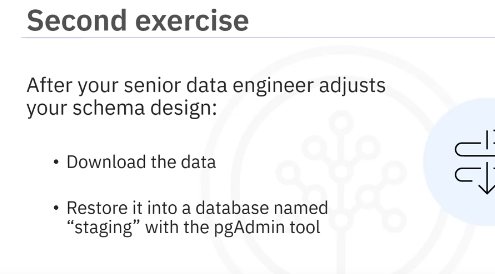 Second exercise
After your senior data engineer adjusts
your schema design:
• Download the data
• Restore it into a database named
“staging” with the pgAdmin tool